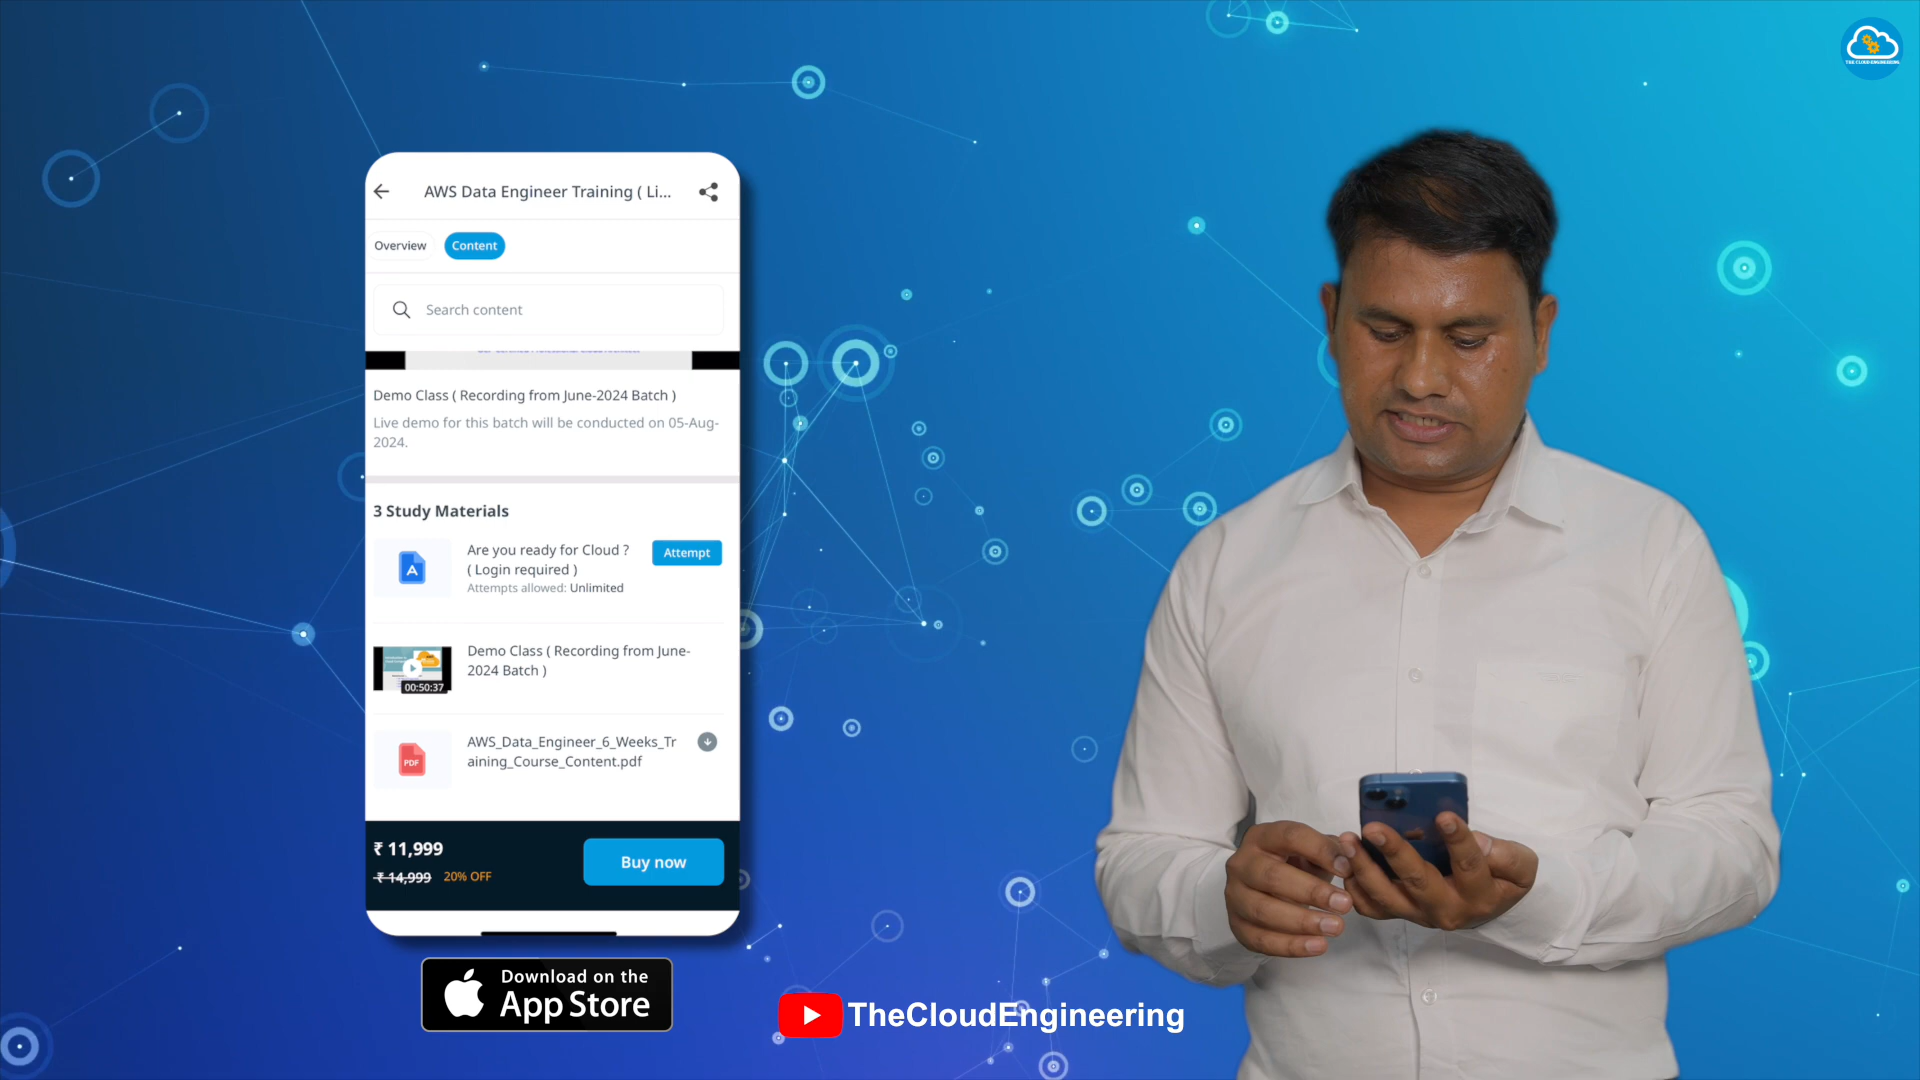 THE CLOUD ENGINEERING
AWS Data Engineer Training ( Li...
Overview
Content
Search content
Demo Class ( Recording from June-2024 Batch )
Live demo for this batch will be conducted on 05-Aug-
2024.
3 Study Materials
Are you ready for Cloud ?
( Login required )
Attempts allowed: Unlimited
Attempt
Demo Class ( Recording from June-
2024 Batch )
00:50:37
AWS_Data_Engineer_6_Weeks_Tr
aining_Course_Content.pdf
PDF
₹ 11,999
₹ 14,999 20% OFF
Buy now
Download on the
App Store
TheCloudEngineering